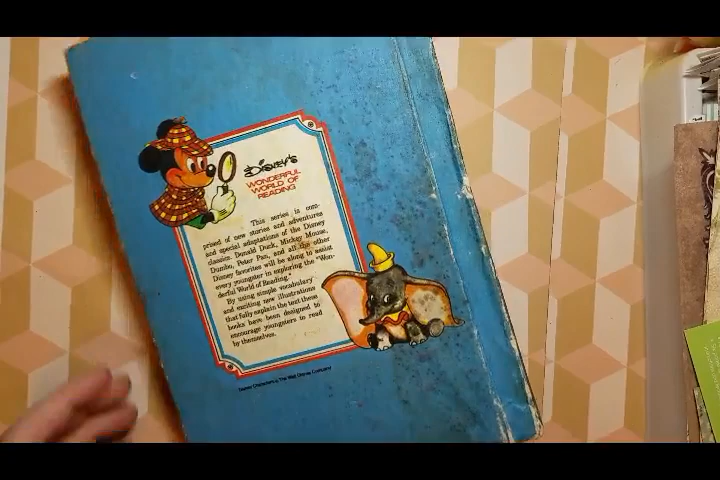 DISNEY'S
WONDERFUL
WORLD OF
READING
This series is com-
prised of new stories and adventures
and special adaptations of the Disney
classics. Donald Duck, Mickey Mouse,
Dumbo, Peter Pan, and all the other
Disney favorites will be along to assist
every youngster in exploring the "Won-
derful World of Reading."
By using simple vocabulary
and exciting new illustrations
that fully explain the text these
books have been designed to
encourage youngsters to read
by themselves.
Disney Characters © The Walt Disney Company